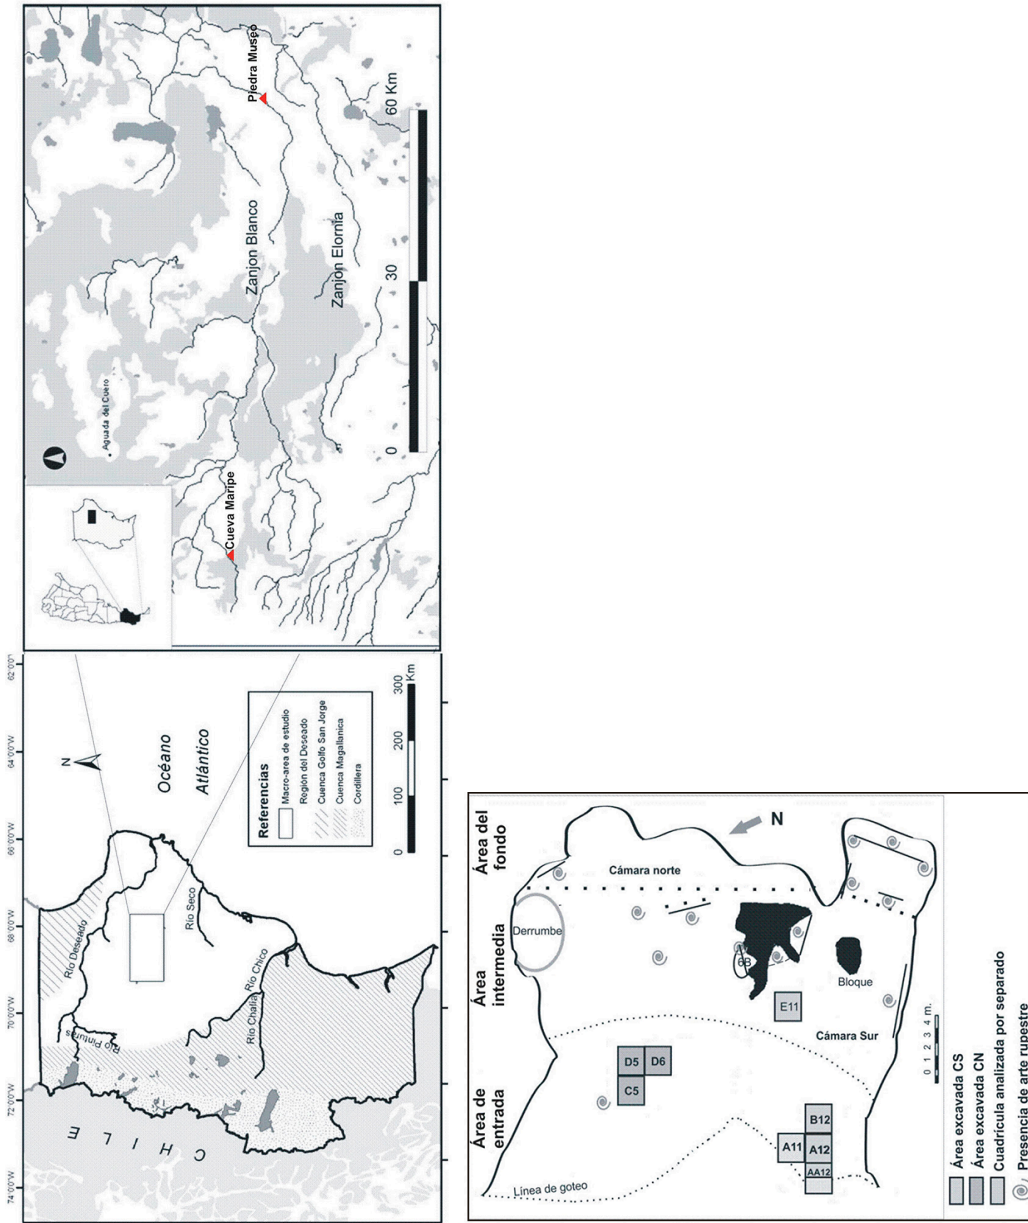 Piedra Museo
60 Km
Zanjon Blanco
Zanjon Elornia
30
Aguada del Cuero
Cueva Maripe
0
62°0'0"
64°0'0"W
66°0'0"W
68°0'0"W
70°0'0"W
72°0'0"W
74°0'0"W
N
Océano
Atlántico
Referencias
Macro-area de estudio
Región del Deseado
Cuenca Golfo San Jorge
Cuenca Magallanica
Cordillera
0
100
200
300
Km
Río Deseado
Río Seco
Río Pinturas
Río Chico
Río Chalía
CHILE
Área del
fondo
Área
intermedia
Área de
entrada
N
Cámara norte
Derrumbe
6B
Bloque
E11
Cámara Sur
D5
D6
C5
B12
A11
A12
AA12
Línea de goteo
0 1 2 3 4 m.
Área excavada CS
Área excavada CN
Cuadrícula analizada por separado
Presencia de arte rupestre